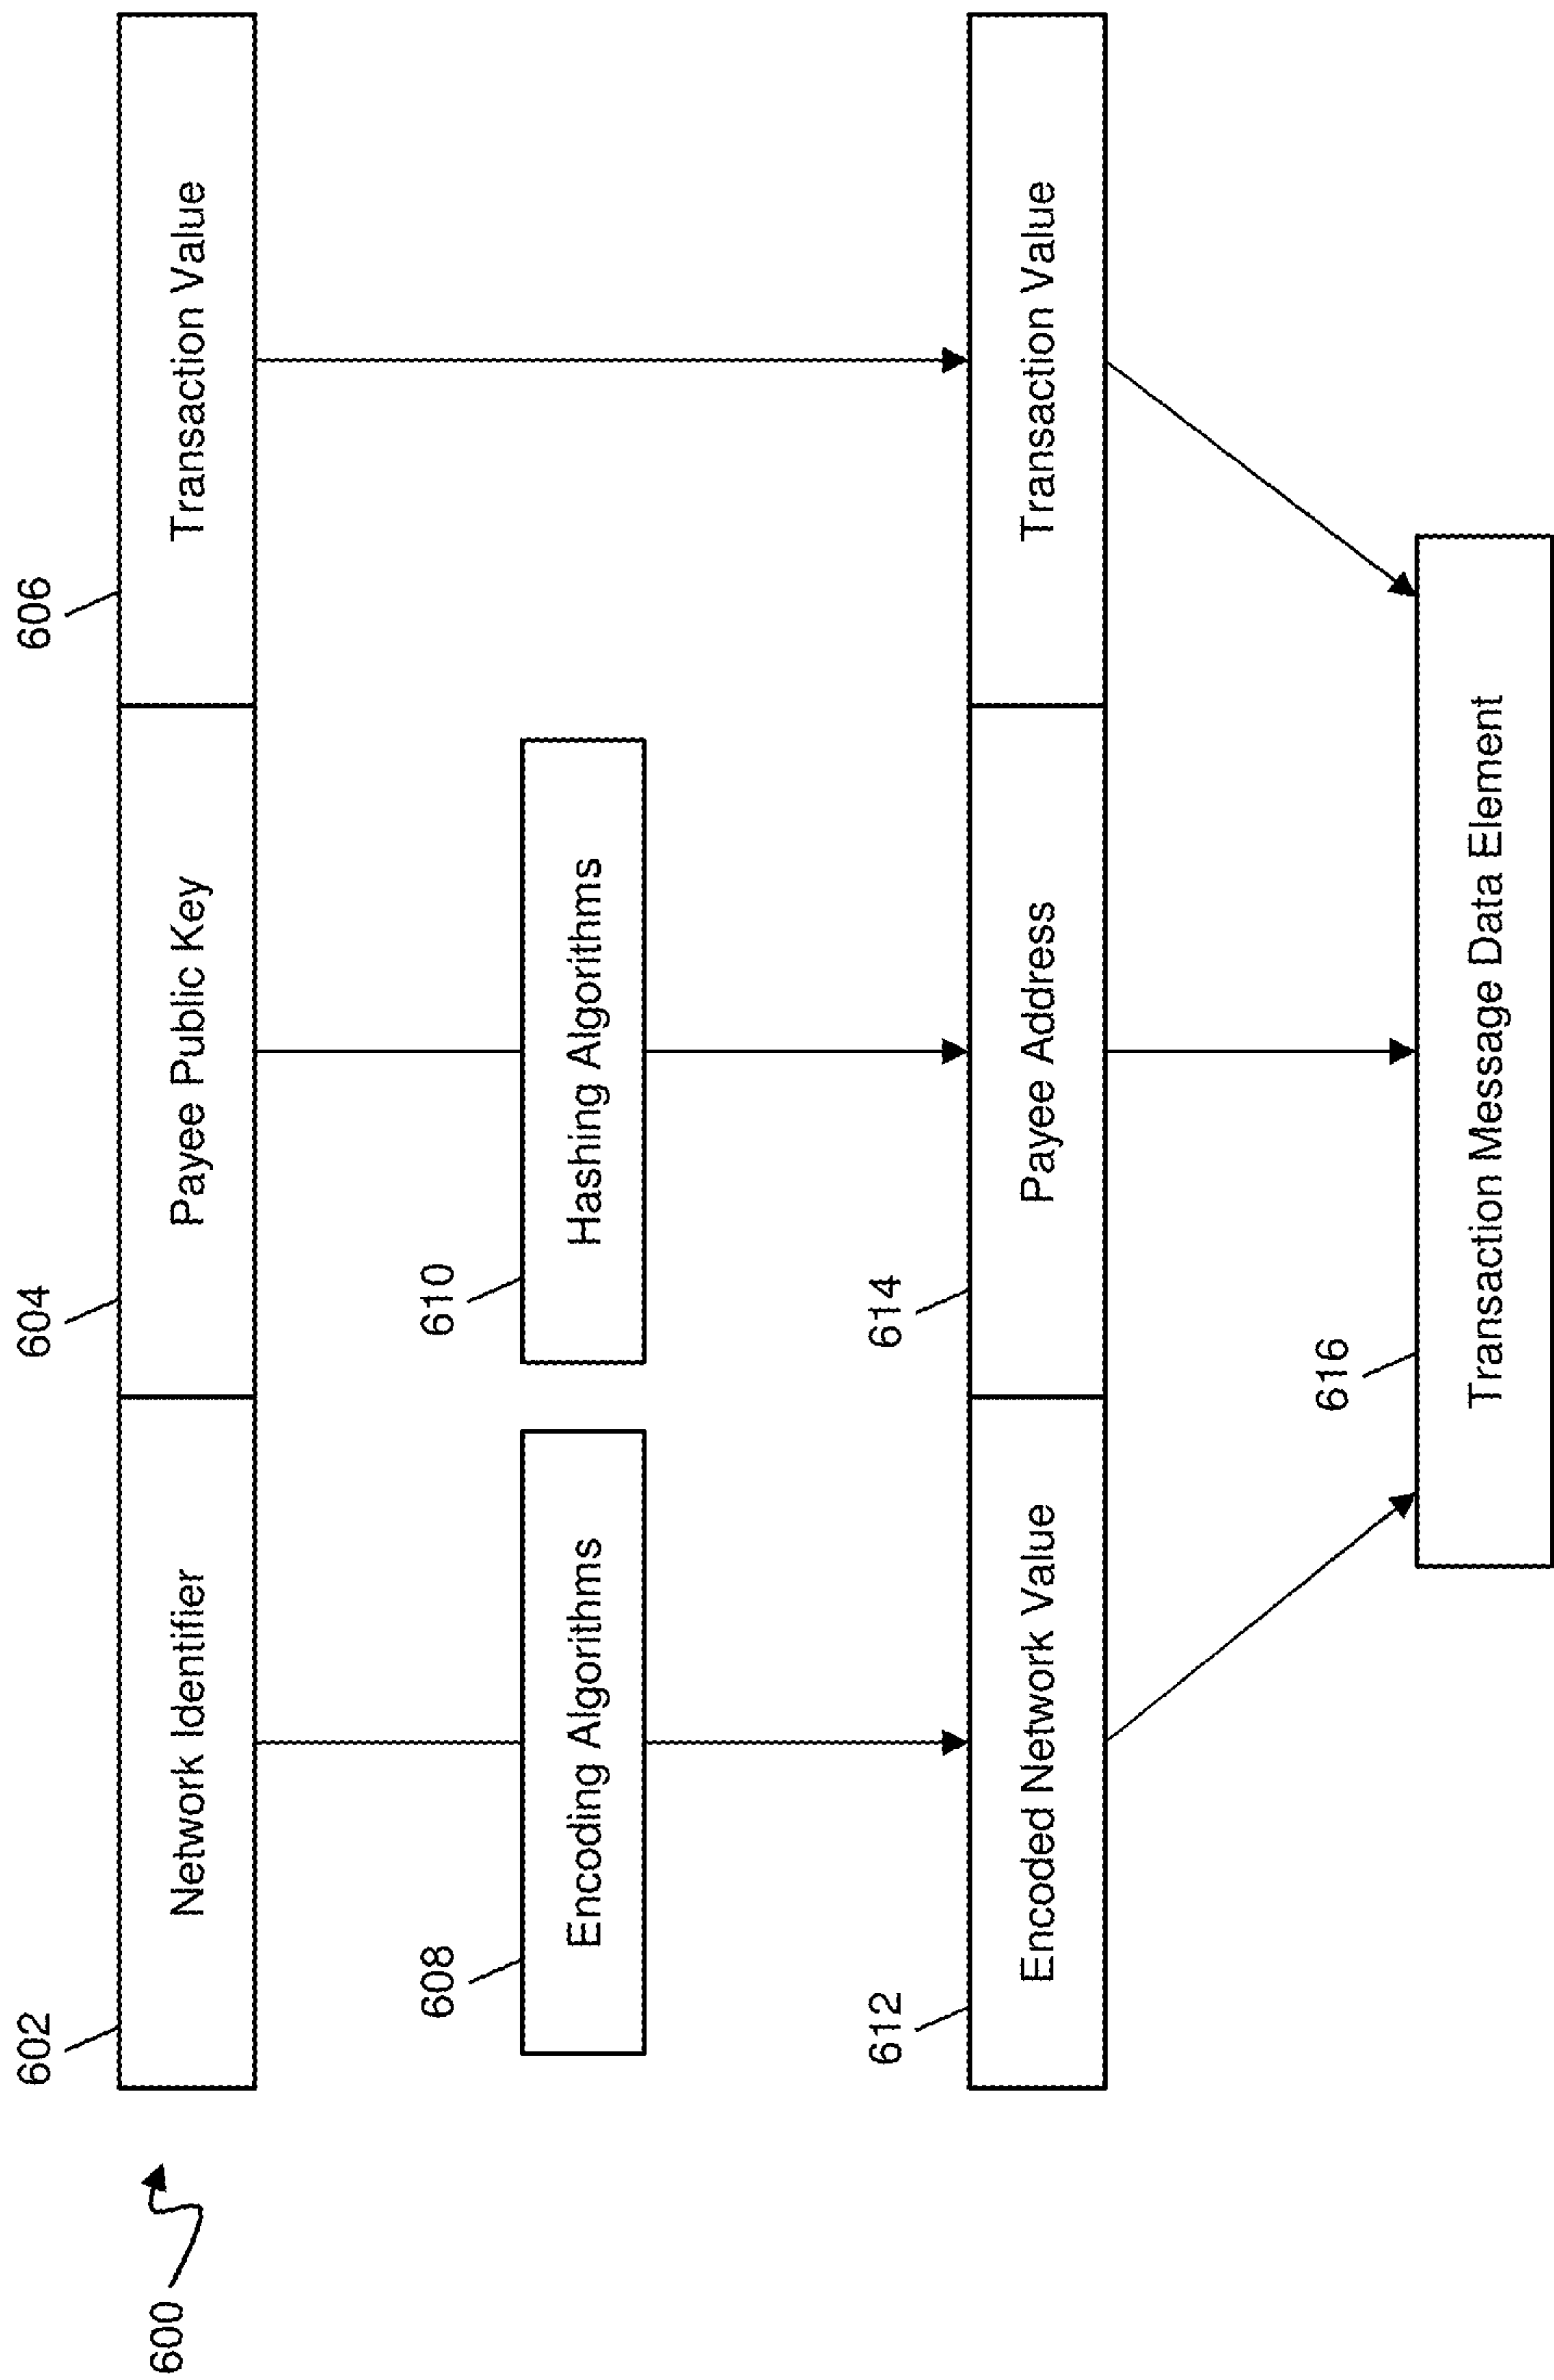 600
602
604
606
Network Identifier
Payee Public Key
Transaction Value
608
610
Encoding Algorithms
Hashing Algorithms
612
614
Encoded Network Value
Payee Address
Transaction Value
616
Transaction Message Data Element